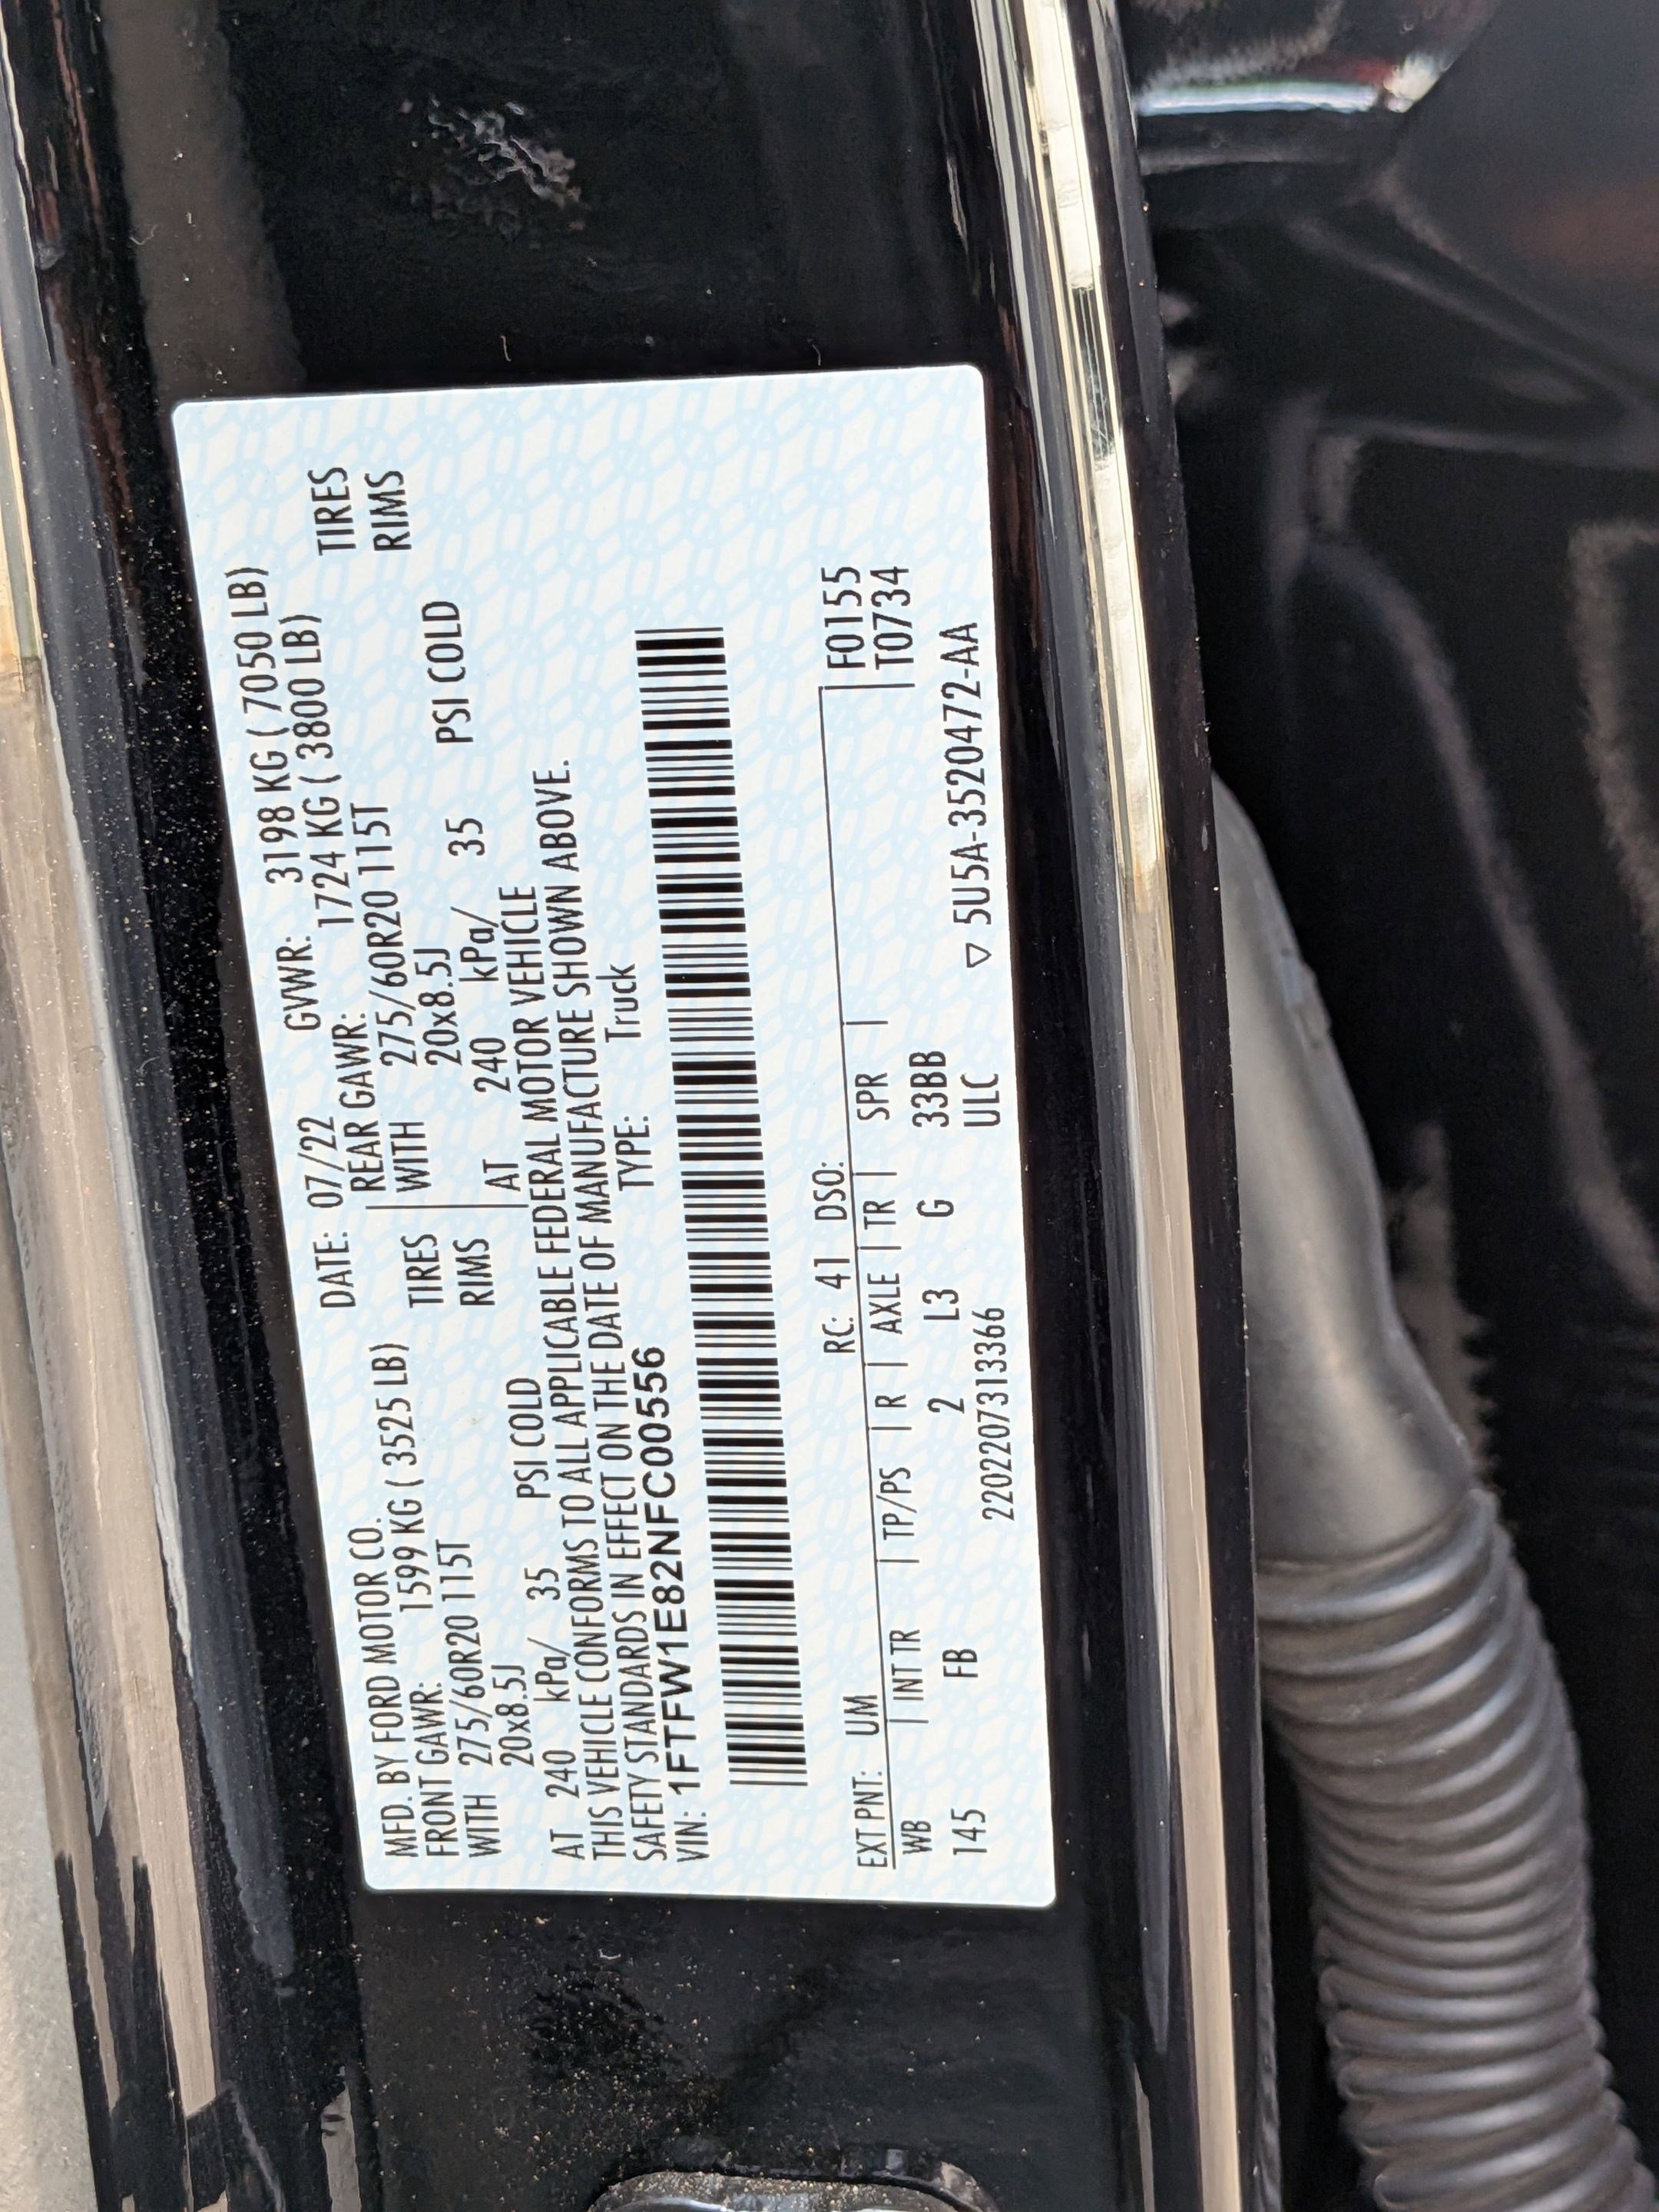 MFD. BY FORD MOTOR CO. DATE: 07/22 GVWR: 3198 KG ( 7050 LB)
FRONT GAWR: 1599 KG ( 3525 LB) REAR GAWR: 1724 KG ( 3800 LB)
WITH 275/60R20 115T TIRES WITH 275/60R20 115T TIRES
20x8.5J RIMS 20x8.5J RIMS
AT 240 kPa/ 35 PSI COLD AT 240 kPa/ 35 PSI COLD
THIS VEHICLE CONFORMS TO ALL APPLICABLE FEDERAL MOTOR VEHICLE
SAFETY STANDARDS IN EFFECT ON THE DATE OF MANUFACTURE SHOWN ABOVE.
VIN: 1FTFW1E82NFC00556 TYPE: Truck
EXT PNT: UM RC: 41 DSO: F0155
WB | INT TR | TP/PS | R | AXLE | TR | SPR | T0734
145 FB 2 L3 G 33BB
2202207313366 ULC ▽ 5U5A-3520472-AA